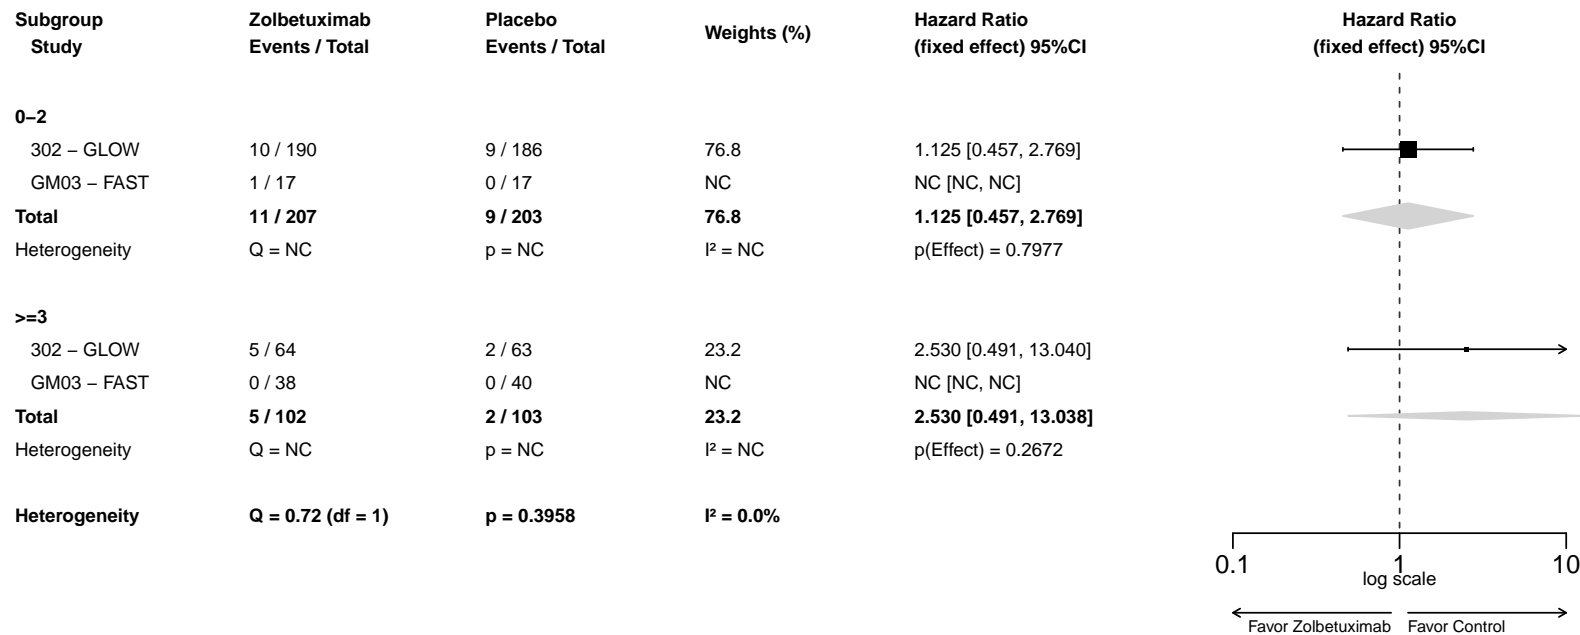 Subgroup Zolbetuximab Placebo Weights (%) Hazard Ratio Hazard Ratio
Study Events / Total Events / Total (fixed effect) 95%CI (fixed effect) 95%CI
0−2
302 − GLOW 10 / 190 9 / 186 76.8 1.125 [0.457, 2.769]
GM03 − FAST 1 / 17 0 / 17 NC NC [NC, NC]
Total 11 / 207 9 / 203 76.8 1.125 [0.457, 2.769]
Heterogeneity Q = NC p = NC I² = NC p(Effect) = 0.7977
>=3
302 − GLOW 5 / 64 2 / 63 23.2 2.530 [0.491, 13.040]
GM03 − FAST 0 / 38 0 / 40 NC NC [NC, NC]
Total 5 / 102 2 / 103 23.2 2.530 [0.491, 13.038]
Heterogeneity Q = NC p = NC I² = NC p(Effect) = 0.2672
Heterogeneity Q = 0.72 (df = 1) p = 0.3958 I² = 0.0%
0.1 1 10
log scale
Favor Zolbetuximab Favor Control